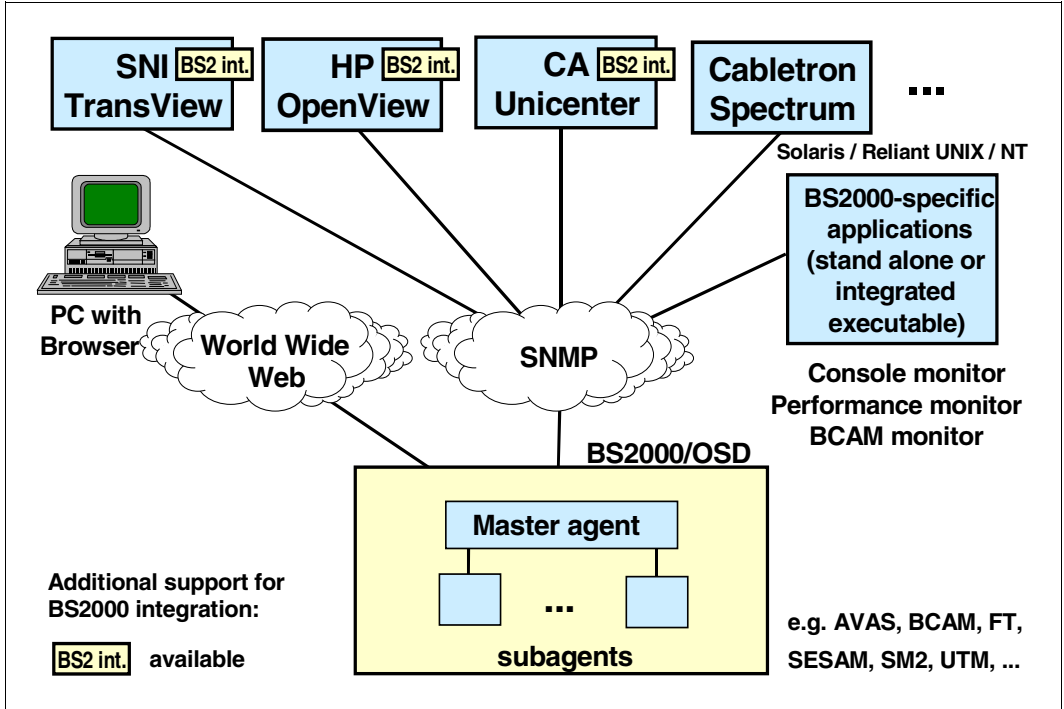 SNI BS2 int.
TransView
HP BS2 int.
OpenView
CA BS2 int.
Unicenter
Cabletron
Spectrum
...
Solaris / Reliant UNIX / NT
BS2000-specific
applications
(stand alone or
integrated
executable)
PC with
Browser
World Wide
Web
SNMP
Console monitor
Performance monitor
BCAM monitor
BS2000/OSD
Master agent
...
subagents
Additional support for
BS2000 integration:
BS2 int. available
e.g. AVAS, BCAM, FT,
SESAM, SM2, UTM, ...